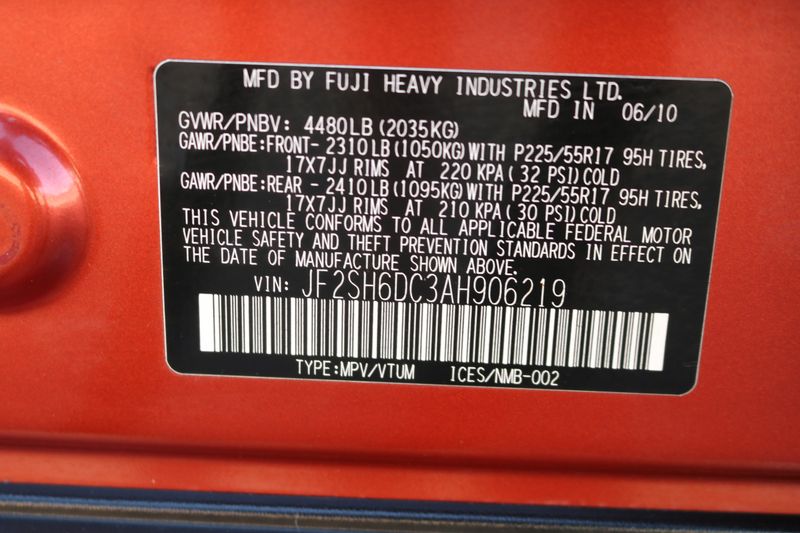 MFD BY FUJI HEAVY INDUSTRIES LTD.
MFD IN 06/10
GVWR/PNBV: 4480LB(2035KG)
GAWR/PNBE:FRONT- 2310LB(1050KG)WITH P225/55R17 95H TIRES,
17X7JJ RIMS AT 220 KPA( 32 PSI)COLD
GAWR/PNBE:REAR - 2410LB(1095KG)WITH P225/55R17 95H TIRES,
17X7JJ RIMS AT 210 KPA( 30 PSI)COLD
THIS VEHICLE CONFORMS TO ALL APPLICABLE FEDERAL MOTOR
VEHICLE SAFETY AND THEFT PREVENTION STANDARDS IN EFFECT ON
THE DATE OF MANUFACTURE SHOWN ABOVE.
VIN: JF2SH6DC3AH906219
TYPE:MPV/VTUM ICES/NMB-002